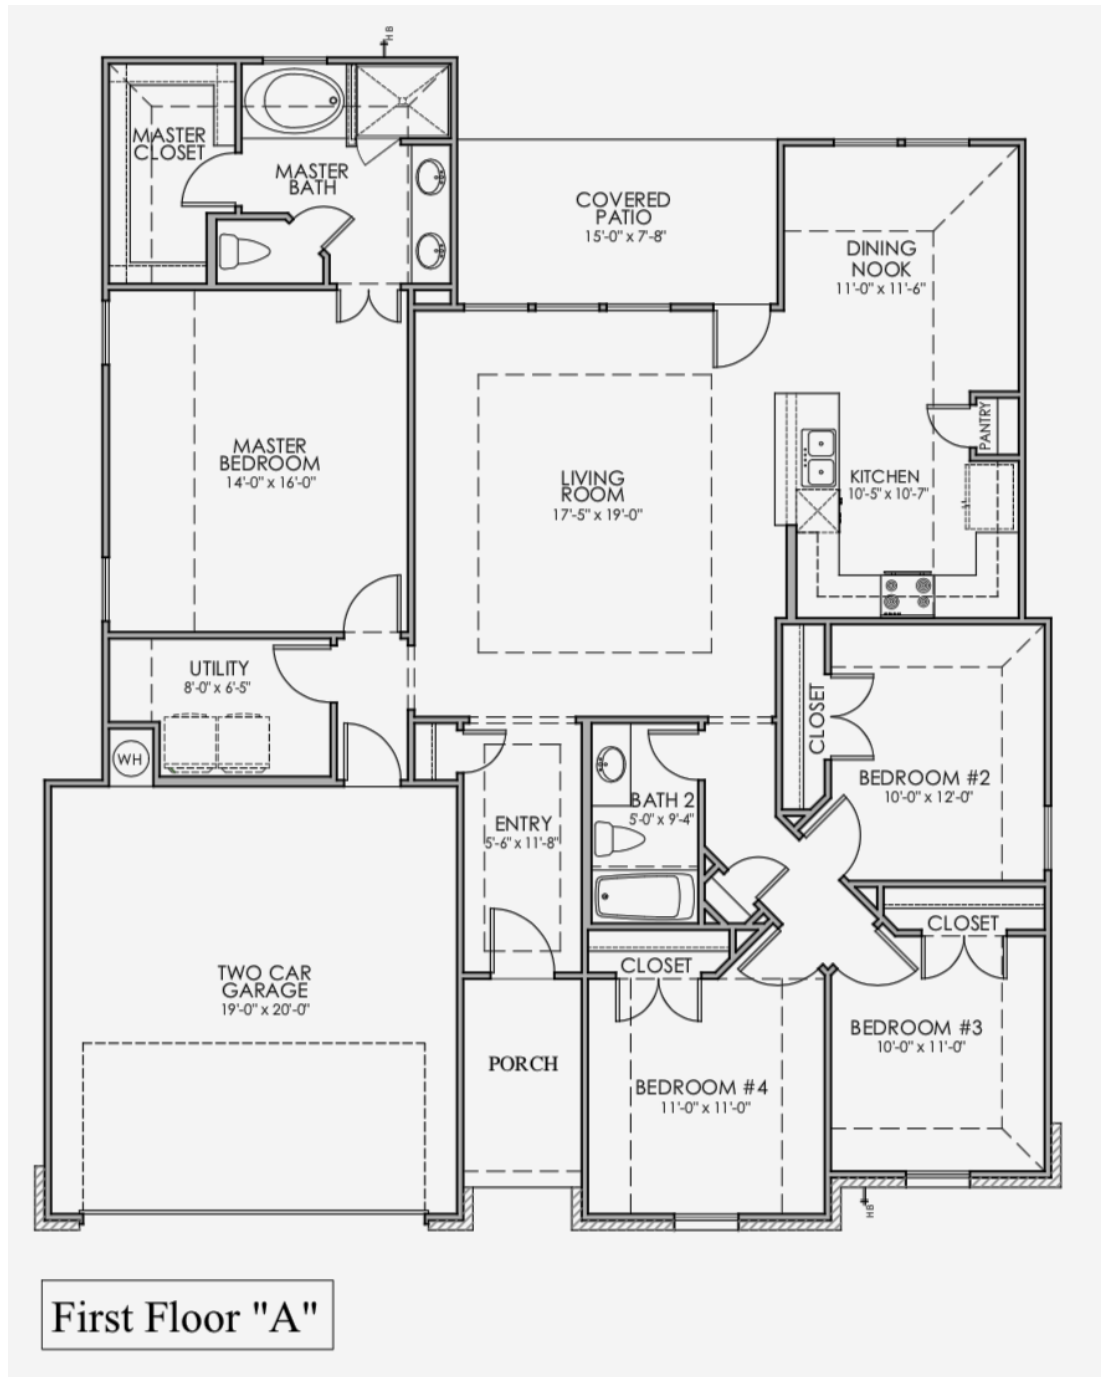 HB
MASTER
CLOSET
MASTER
BATH
COVERED
PATIO
15'-0" x 7'-8"
DINING
NOOK
11'-0" x 11'-6"
MASTER
BEDROOM
14'-0" x 16'-0"
LIVING
ROOM
17'-5" x 19'-0"
PANTRY
KITCHEN
10'-5" x 10'-7"
UTILITY
8'-0" x 6'-5"
WH
CLOSET
BEDROOM #2
10'-0" x 12'-0"
BATH 2
5'-0" x 9'-4"
ENTRY
5'-6" x 11'-8"
CLOSET
CLOSET
TWO CAR
GARAGE
19'-0" x 20'-0"
PORCH
BEDROOM #3
10'-0" x 11'-0"
BEDROOM #4
11'-0" x 11'-0"
HB
First Floor "A"